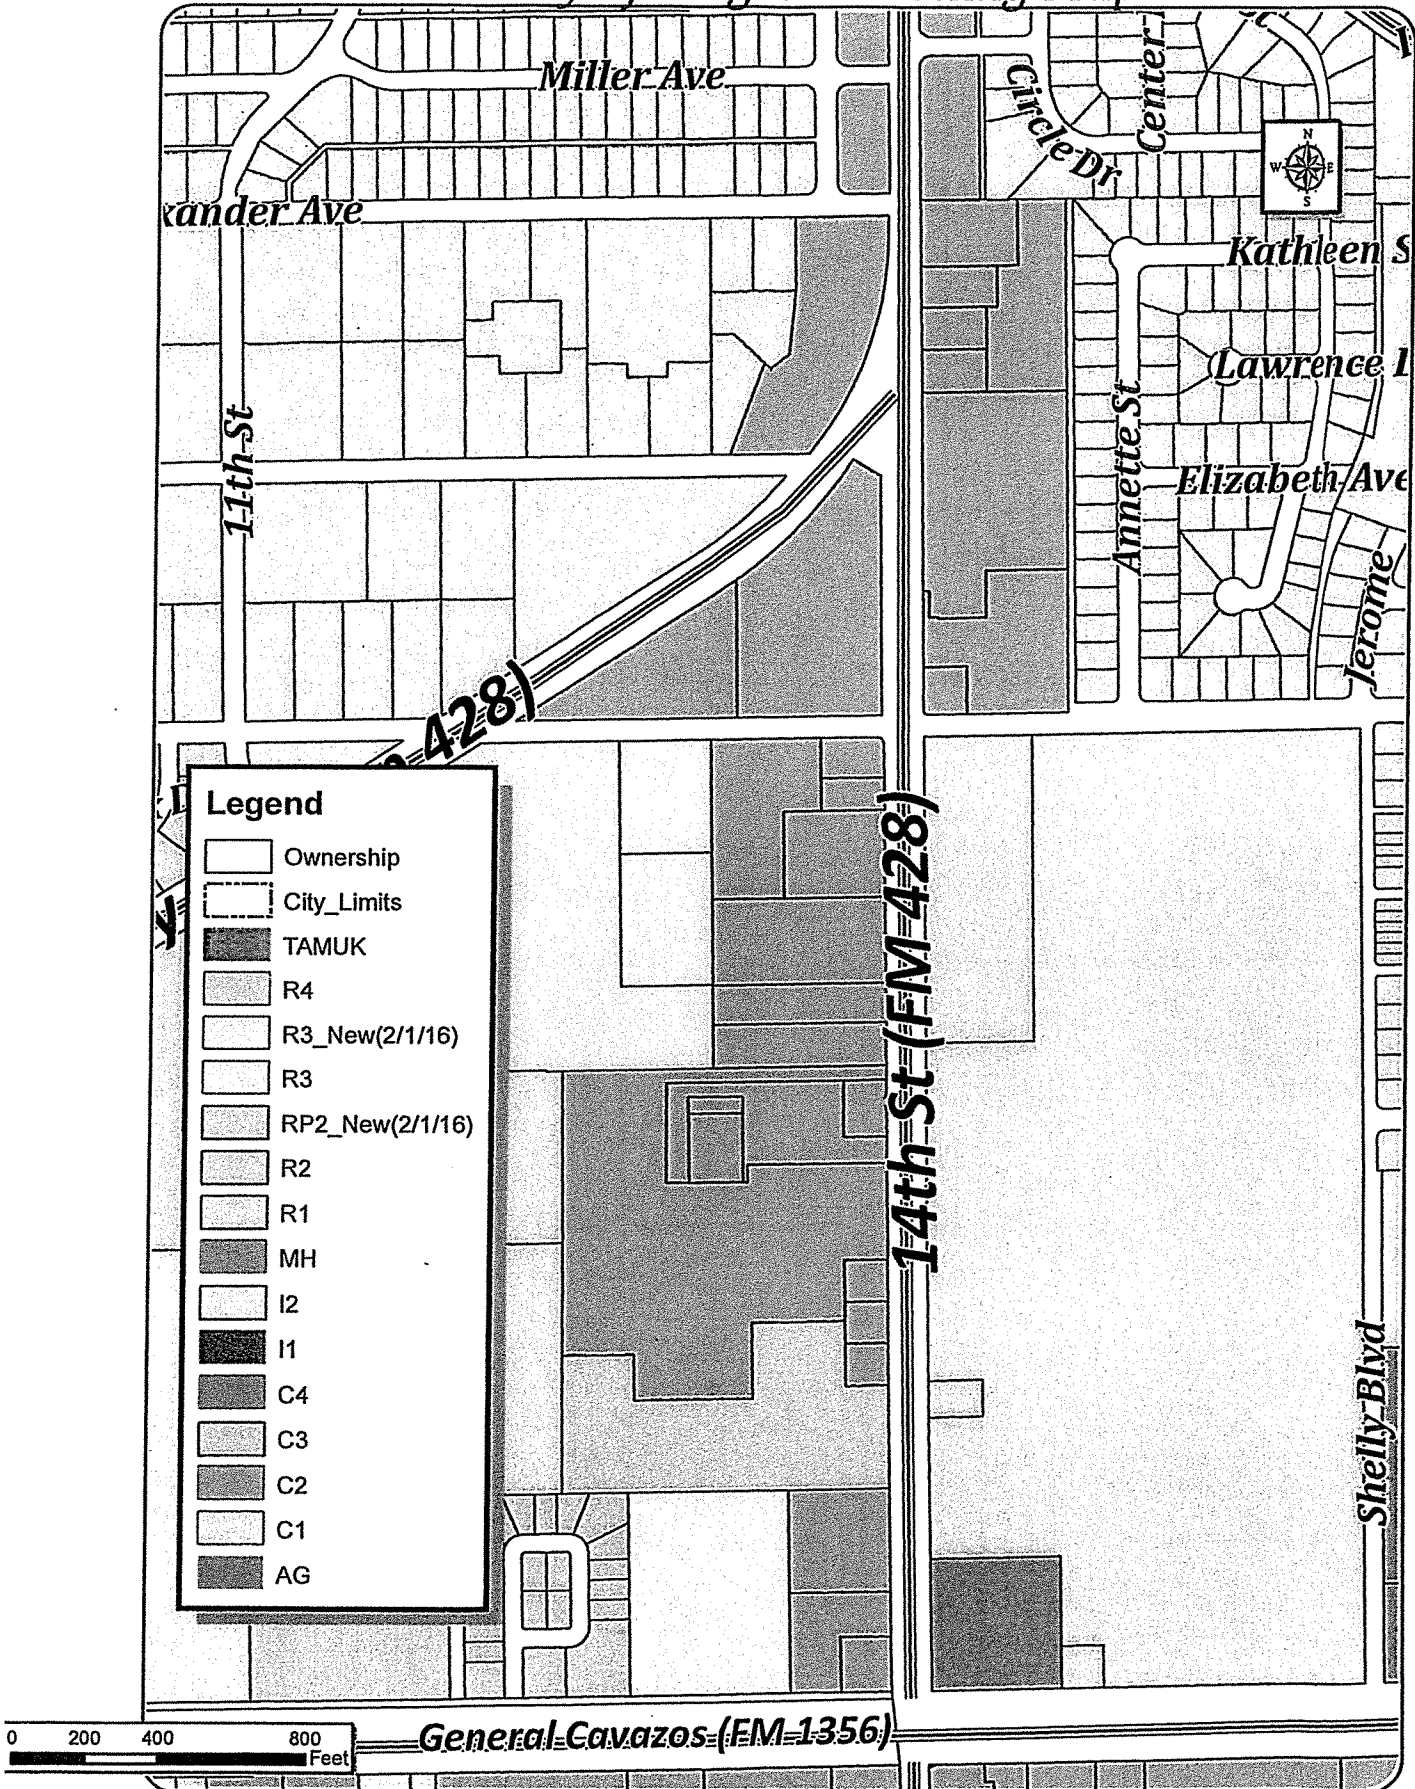 Miller Ave
Circle Dr
Center
N
W E
S
xander Ave
Kathleen S
Lawrence
11th St
Annette St
Elizabeth Ave
Jerome
428)
Legend
Ownership
City_Limits
TAMUK
R4
R3_New(2/1/16)
R3
RP2_New(2/1/16)
R2
R1
MH
I2
I1
C4
C3
C2
C1
AG
14th St (FM 428)
Shelly Blvd
General Cavazos (FM 1356)
0 200 400 800
Feet